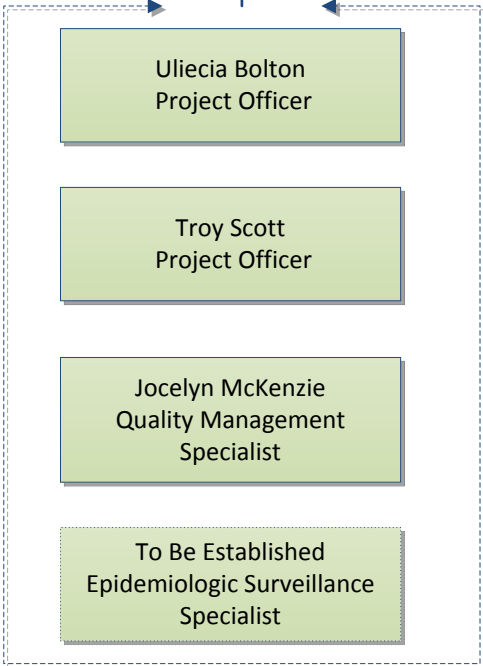 Uliecia Bolton
Project Officer
Troy Scott
Project Officer
Jocelyn McKenzie
Quality Management
Specialist
To Be Established
Epidemiologic Surveillance
Specialist